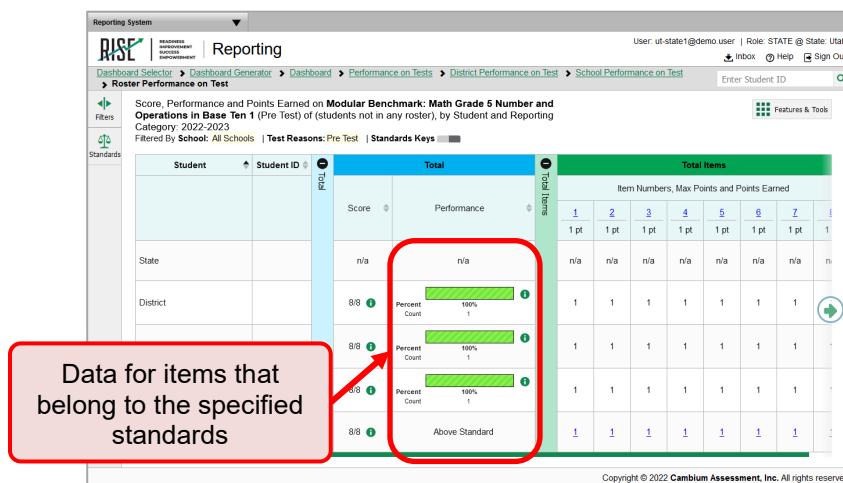 Reporting System
RISE READINESS IMPROVEMENT SUCCESS EMPOWERMENT Reporting
User: ut-state1@demo.user | Role: STATE @ State: Utah
Inbox Help Sign Out
Dashboard Selector > Dashboard Generator > Dashboard > Performance on Tests > District Performance on Test > School Performance on Test
> Roster Performance on Test
Enter Student ID
Filters
Standards
Score, Performance and Points Earned on Modular Benchmark: Math Grade 5 Number and
Operations in Base Ten 1 (Pre Test) of (students not in any roster), by Student and Reporting
Category: 2022-2023
Filtered By School: All Schools | Test Reasons: Pre Test | Standards Keys
Features & Tools
Student Student ID Total Total Total Items Total Items
Item Numbers, Max Points and Points Earned
Score Performance 1 2 3 4 5 6 7
1 pt 1 pt 1 pt 1 pt 1 pt 1 pt 1 pt 1
State n/a n/a n/a n/a n/a n/a n/a n/a n/a
District 8/8 Percent 100% Count 1 1 1 1 1 1 1 1
8/8 Percent 100% Count 1 1 1 1 1 1 1 1
8/8 Percent 100% Count 1 1 1 1 1 1 1 1
8/8 Above Standard 1 1 1 1 1 1 1
Data for items that
belong to the specified
standards
Copyright © 2022 Cambium Assessment, Inc. All rights reserve